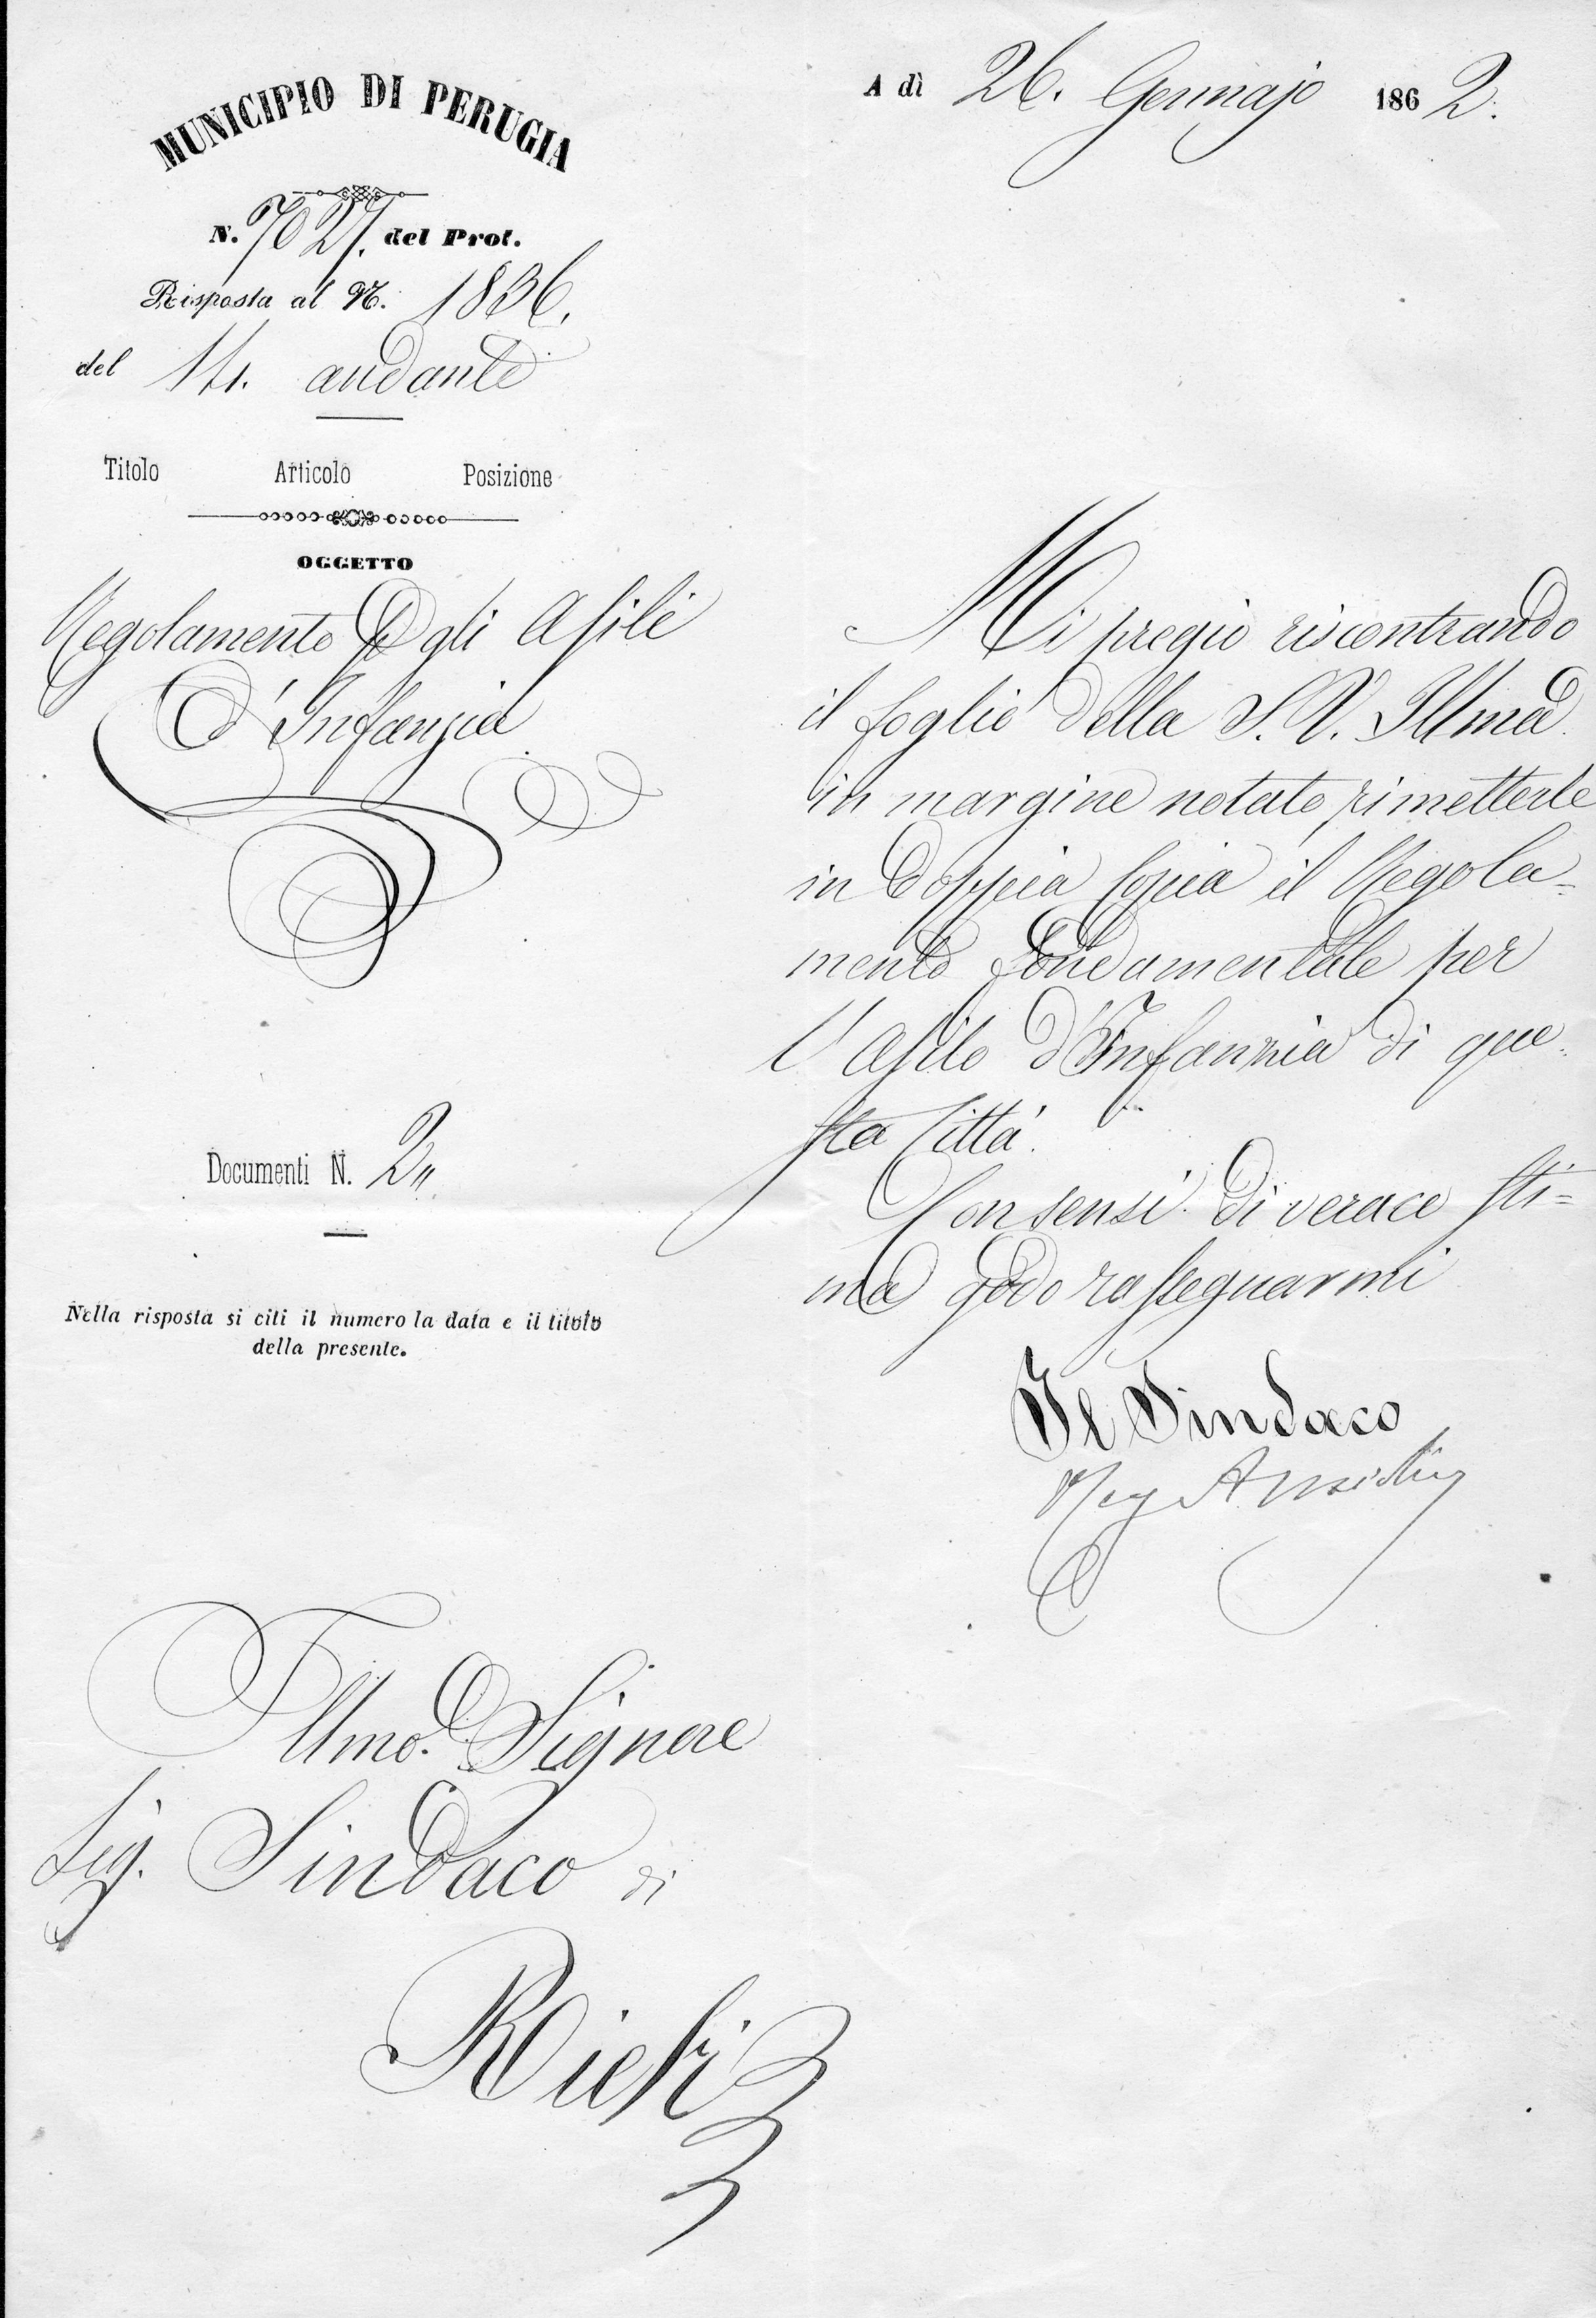 MUNICIPIO DI PERUGIA
N. 7027. del Prot.
Risposta al N. 1836.
del 14. andante
Titolo Articolo Posizione
OGGETTO
Regolamento p gli Asili
d'Infanzia
Documenti N. 2„
Nella risposta si citi il numero la data e il titolo
della presente.
A dì 26. Gennajo 1862.
Mi pregio riscontrando
il foglio della S. V. Illma
in margine notato rimetterle
in doppia Copia il Regola-
mento fondamentale per
l'Asilo d'Infanzia di que-
sta Città.
Con sensi di verace sti=
ma godo rassegnarmi
Il Sindaco
Ansidei
Illmo. Signore
Sig. Sindaco di
Rieti